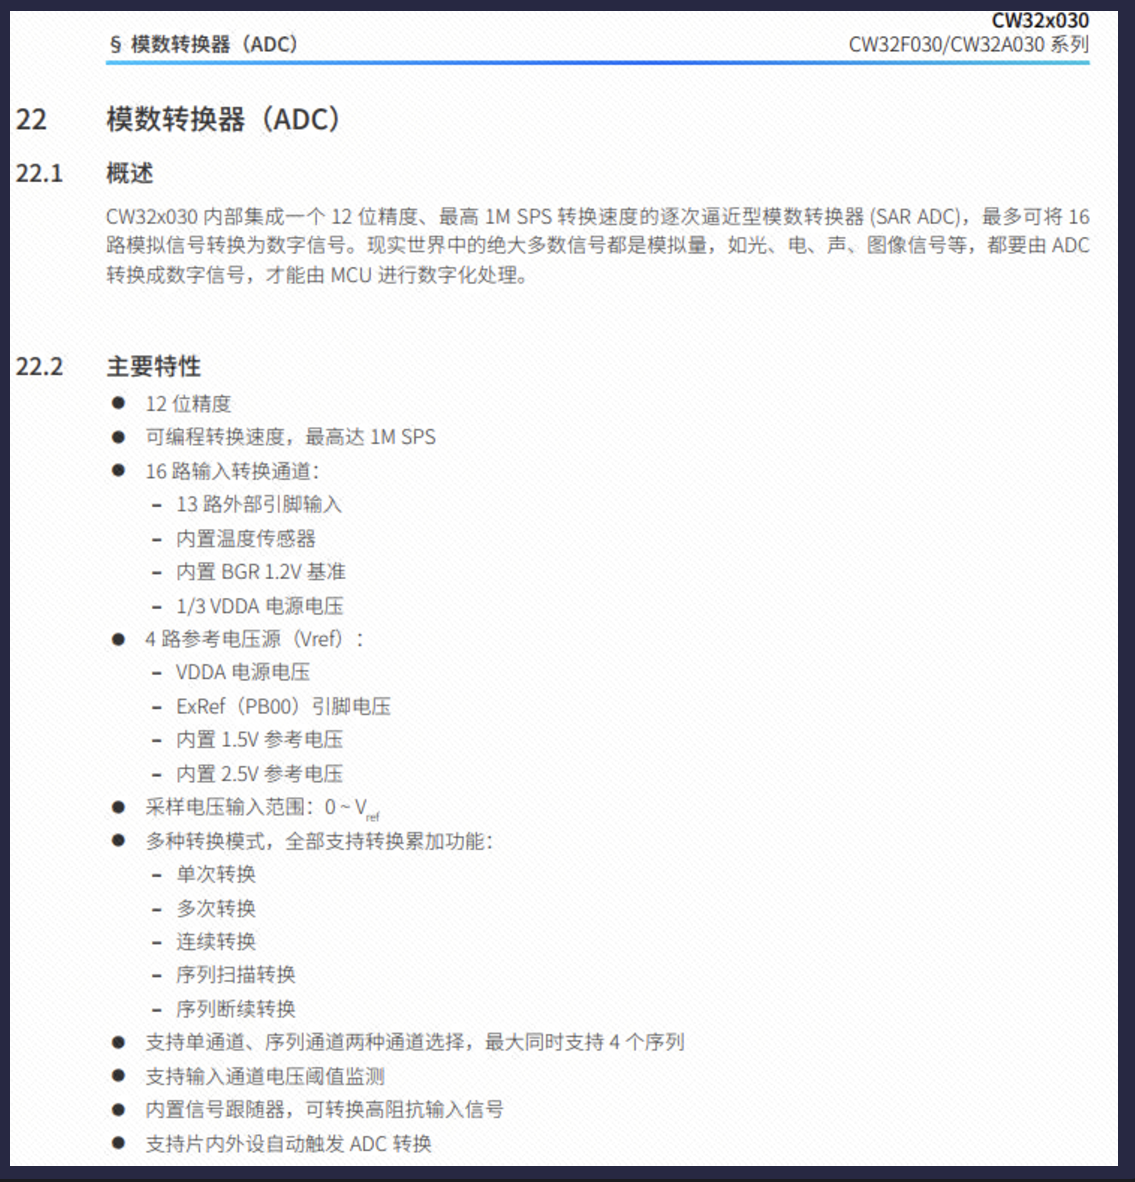 CW32x030
§ 模数转换器（ADC）
CW32F030/CW32A030 系列
22 模数转换器（ADC）
22.1 概述
CW32x030 内部集成一个 12 位精度、最高 1M SPS 转换速度的逐次逼近型模数转换器 (SAR ADC)，最多可将 16
路模拟信号转换为数字信号。现实世界中的绝大多数信号都是模拟量，如光、电、声、图像信号等，都要由 ADC
转换成数字信号，才能由 MCU 进行数字化处理。
22.2 主要特性
● 12 位精度
● 可编程转换速度，最高达 1M SPS
● 16 路输入转换通道：
– 13 路外部引脚输入
– 内置温度传感器
– 内置 BGR 1.2V 基准
– 1/3 VDDA 电源电压
● 4 路参考电压源（Vref）：
– VDDA 电源电压
– ExRef（PB00）引脚电压
– 内置 1.5V 参考电压
– 内置 2.5V 参考电压
● 采样电压输入范围：0 ~ Vref
● 多种转换模式，全部支持转换累加功能：
– 单次转换
– 多次转换
– 连续转换
– 序列扫描转换
– 序列断续转换
● 支持单通道、序列通道两种通道选择，最大同时支持 4 个序列
● 支持输入通道电压阈值监测
● 内置信号跟随器，可转换高阻抗输入信号
● 支持片内外设自动触发 ADC 转换